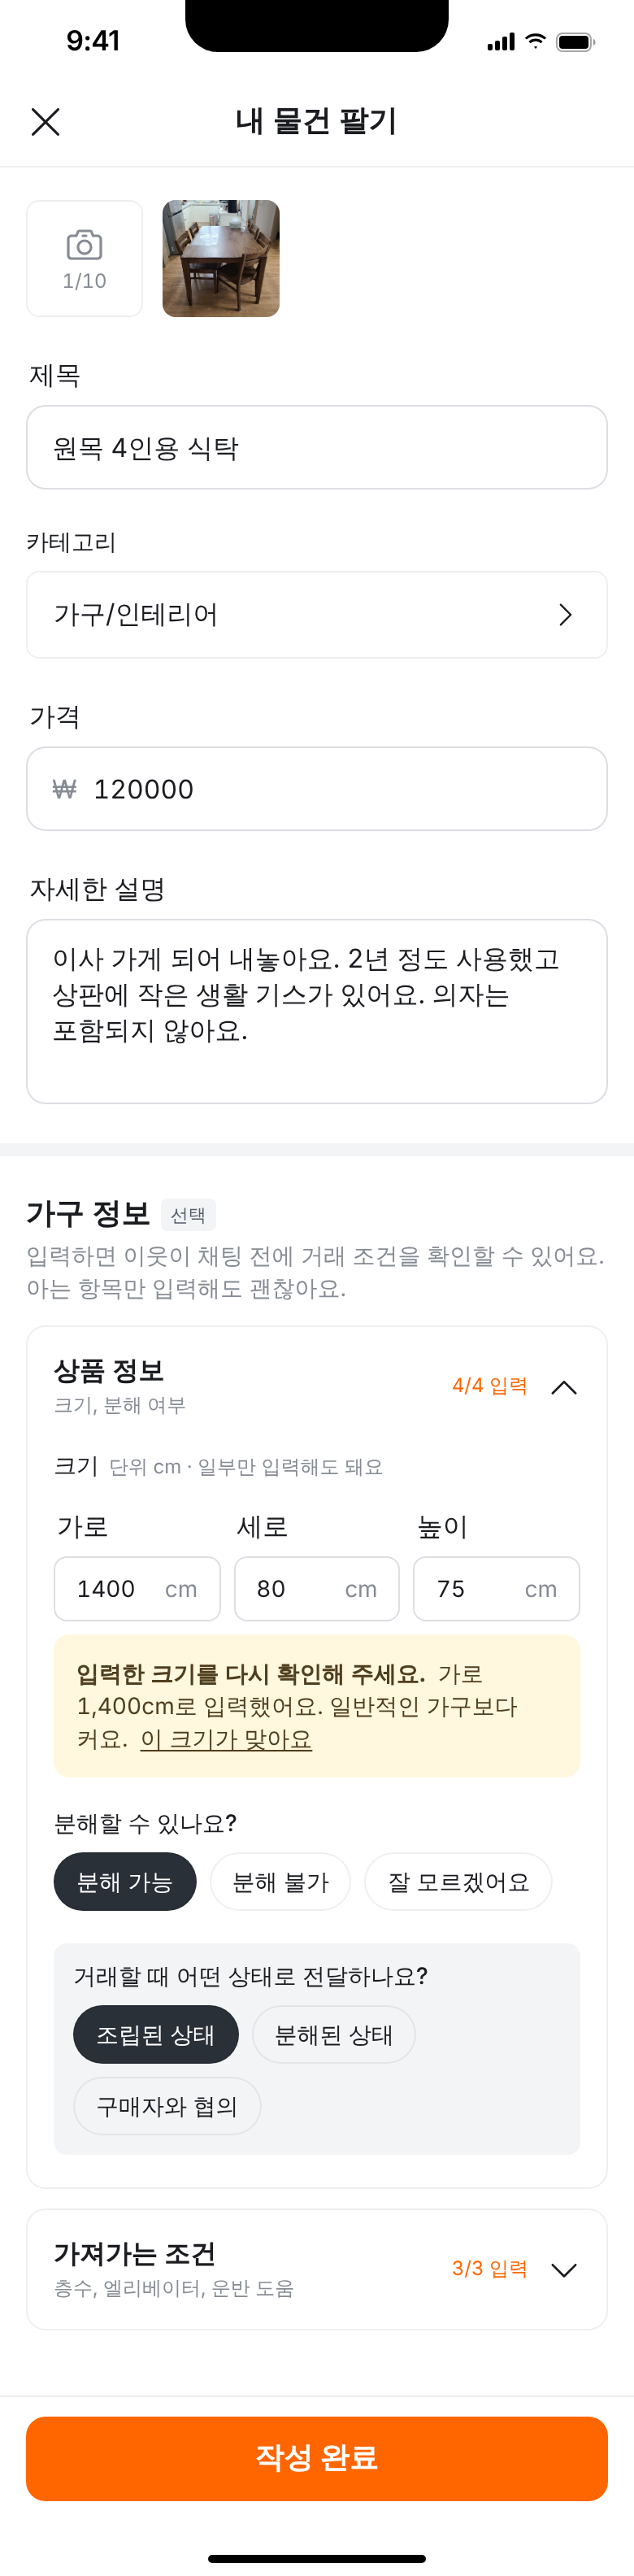 9:41
내 물건 팔기
1/10
제목
원목 4인용 식탁
카테고리
가구/인테리어
가격
₩ 120000
자세한 설명
이사 가게 되어 내놓아요. 2년 정도 사용했고
상판에 작은 생활 기스가 있어요. 의자는
포함되지 않아요.
가구 정보 선택
입력하면 이웃이 채팅 전에 거래 조건을 확인할 수 있어요.
아는 항목만 입력해도 괜찮아요.
상품 정보
4/4 입력
크기, 분해 여부
크기 단위 cm · 일부만 입력해도 돼요
가로 세로 높이
1400 cm 80 cm 75 cm
입력한 크기를 다시 확인해 주세요. 가로
1,400cm로 입력했어요. 일반적인 가구보다
커요. 이 크기가 맞아요
분해할 수 있나요?
분해 가능 분해 불가 잘 모르겠어요
거래할 때 어떤 상태로 전달하나요?
조립된 상태 분해된 상태
구매자와 협의
가져가는 조건
3/3 입력
층수, 엘리베이터, 운반 도움
작성 완료